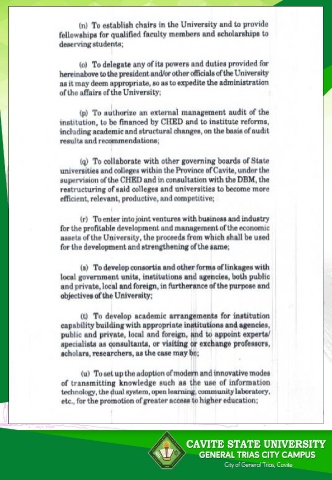 (n) To establish chairs in the University and to provide
fellowships for qualified faculty members and scholarships to
deserving students;
(o) To delegate any of its powers and duties provided for
hereinabove to the president and/or other officials of the University
as it may deem appropriate, so as to expedite the administration
of the affairs of the University;
(p) To authorize an external management audit of the
institution, to be financed by CHED and to institute reforms,
including academic and structural changes, on the basis of audit
results and recommendations;
(q) To collaborate with other governing boards of State
universities and colleges within the Province of Cavite, under the
supervision of the CHED and in consultation with the DBM, the
restructuring of said colleges and universities to become more
efficient, relevant, productive, and competitive;
(r) To enter into joint ventures with business and industry
for the profitable development and management of the economic
assets of the University, the proceeds from which shall be used
for the development and strengthening of the same;
(s) To develop consortia and other forms of linkages with
local government units, institutions and agencies, both public
and private, local and foreign, in furtherance of the purpose and
objectives of the University;
(t) To develop academic arrangements for institution
capability building with appropriate institutions and agencies,
public and private, local and foreign, and to appoint experts/
specialists as consultants, or visiting or exchange professors,
scholars, researchers, as the case may be;
(u) To set up the adoption of modern and innovative modes
of transmitting knowledge such as the use of information
technology, the dual system, open learning, community laboratory,
etc., for the promotion of greater access to higher education;
CAVITE STATE UNIVERSITY
GENERAL TRIAS CITY CAMPUS
City of General Trias, Cavite